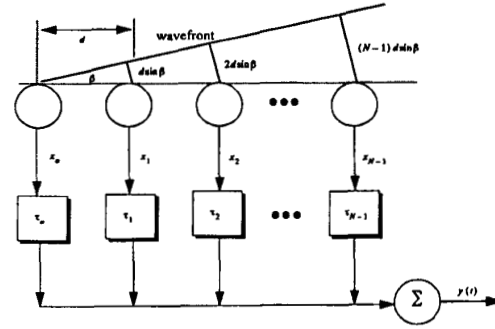 d
wavefront
β
d sin β
2d sin β
(N−1) d sin β
x₀ x₁ x₂ x_{N−1}
τ₀ τ₁ τ₂ τ_{N−1}
Σ
y(t)